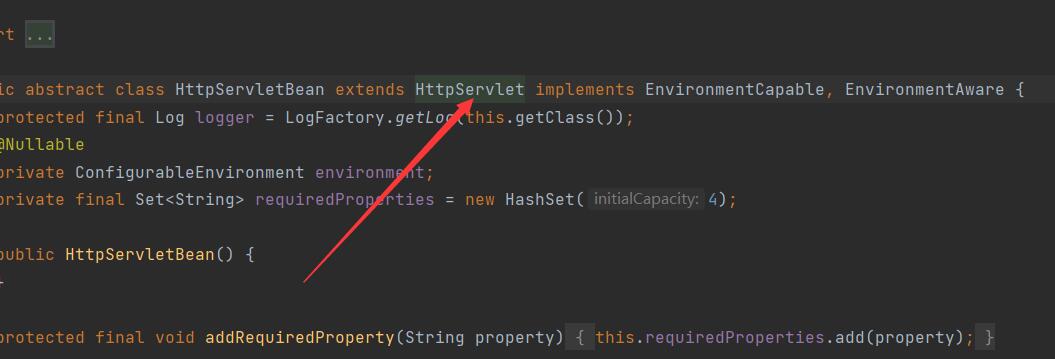 rt ...
ic abstract class HttpServletBean extends HttpServlet implements EnvironmentCapable, EnvironmentAware {
protected final Log logger = LogFactory.getLog(this.getClass());
@Nullable
private ConfigurableEnvironment environment;
private final Set<String> requiredProperties = new HashSet( initialCapacity: 4);
public HttpServletBean() {
}
protected final void addRequiredProperty(String property) { this.requiredProperties.add(property); }